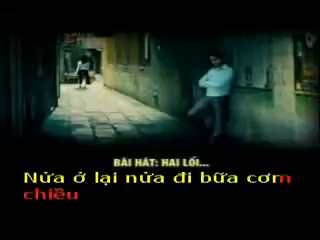 BÀI HÁT: HAI LỐI...
Nửa ở lại nửa đi bữa cơm
chiều